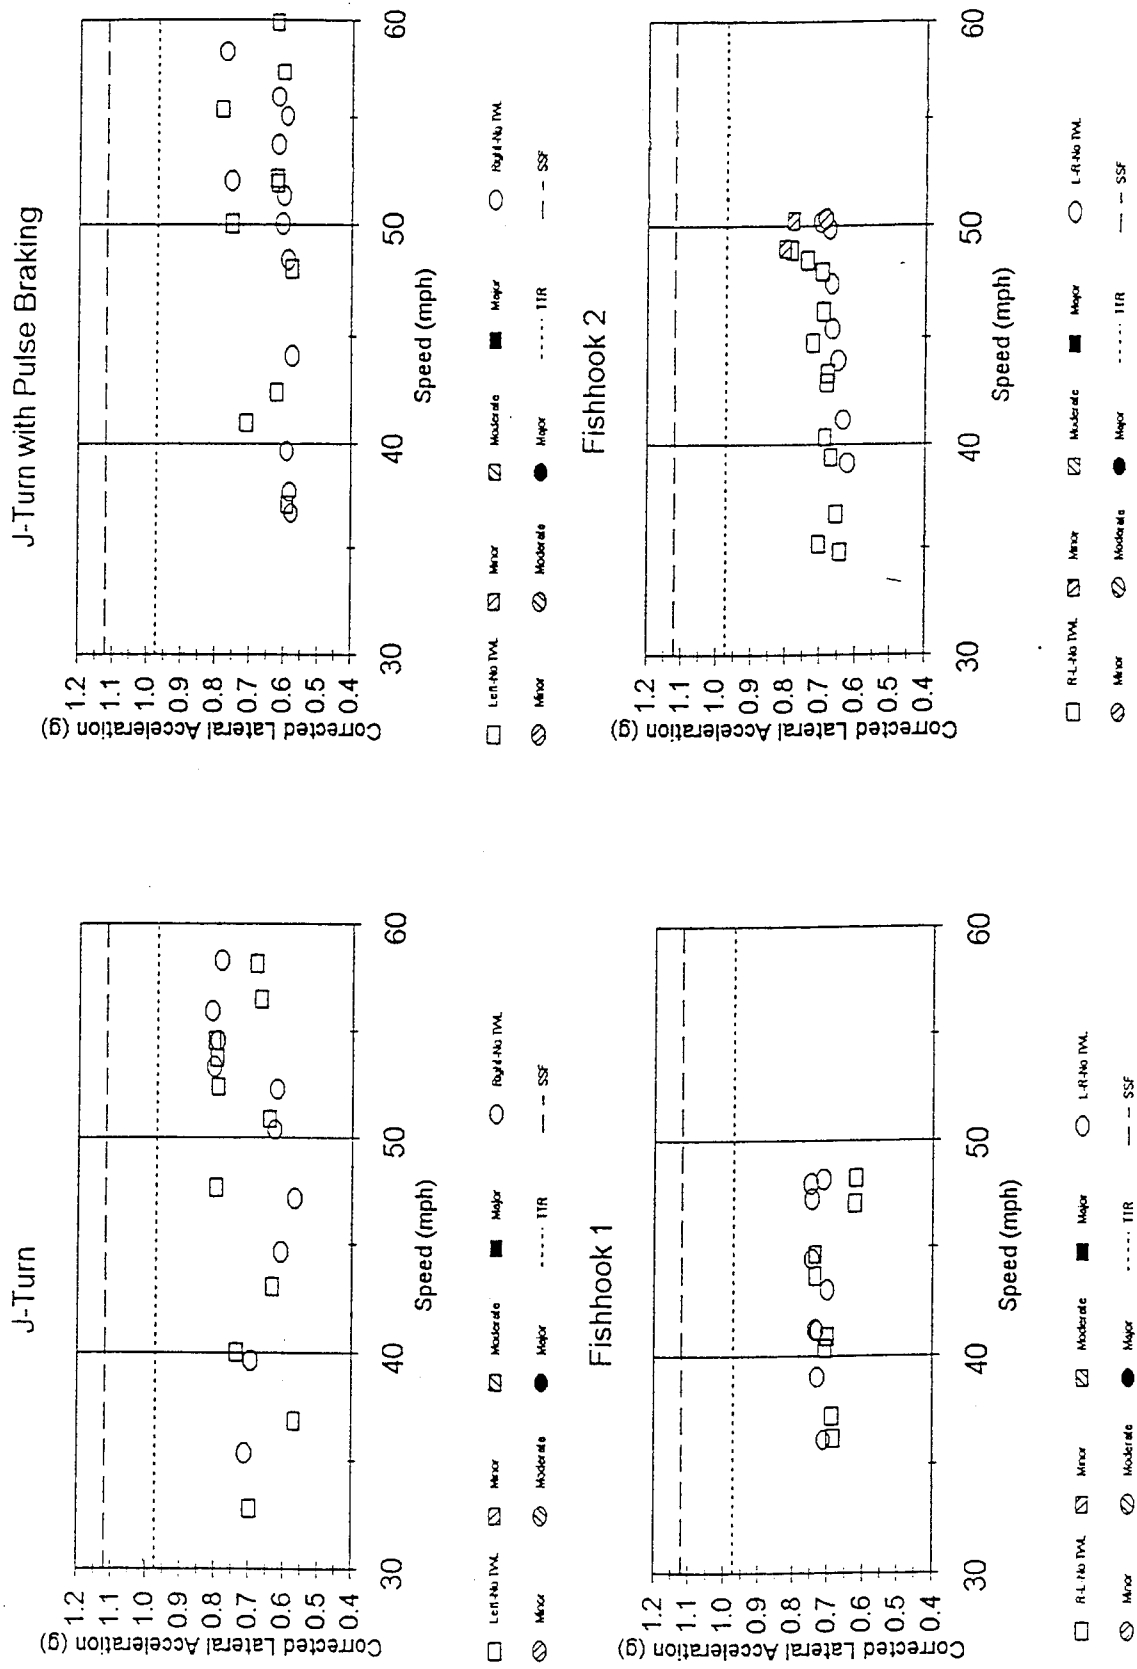 J-Turn
Corrected Lateral Acceleration (g)
1.2
1.0
0.9
0.8
0.7
0.6
0.5
0.4
30 40 50 60
Speed (mph)
Left-No TWL Minor Moderate Major Right-No TWL
Minor Moderate Major TTR SSF
J-Turn with Pulse Braking
Corrected Lateral Acceleration (g)
1.2
1.0
0.9
0.8
0.7
0.6
0.5
0.4
30 40 50 60
Speed (mph)
Left-No TWL Minor Moderate Major Right-No TWL
Minor Moderate Major TTR SSF
Fishhook 1
Corrected Lateral Acceleration (g)
1.2
1.0
0.9
0.8
0.7
0.6
0.5
0.4
30 40 50 60
Speed (mph)
R-L-No TWL Minor Moderate Major L-R-No TWL
Minor Moderate Major TTR SSF
Fishhook 2
Corrected Lateral Acceleration (g)
1.2
1.0
0.9
0.8
0.7
0.6
0.5
0.4
30 40 50 60
Speed (mph)
R-L-No TWL Minor Moderate Major L-R-No TWL
Minor Moderate Major TTR SSF